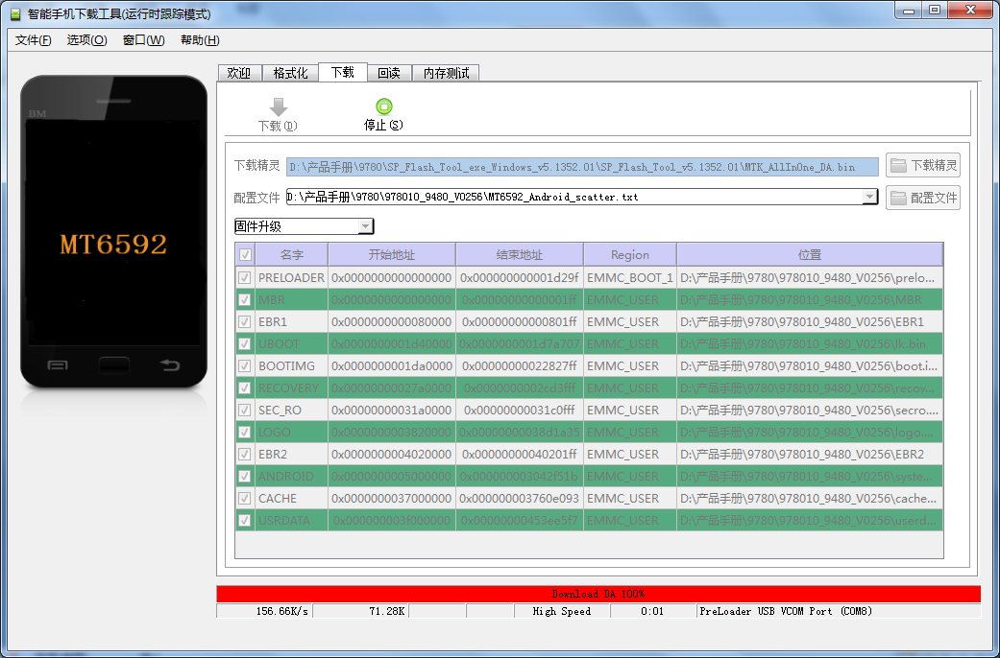 智能手机下载工具(运行时跟踪模式)
文件(F) 选项(O) 窗口(W) 帮助(H)
欢迎 格式化 下载 回读 内存测试
下载(D) 停止(S)
BM
MT6592
下载精灵 D:\产品手册\9780\SP_Flash_Tool_exe_Windows_v5.1352.01\SP_Flash_Tool_v5.1352.01\MTK_AllInOne_DA.bin 下载精灵
配置文件 D:\产品手册\9780\978010_9480_V0256\MT6592_Android_scatter.txt 配置文件
固件升级
名字 开始地址 结束地址 Region 位置
PRELOADER 0x0000000000000000 0x000000000001d29f EMMC_BOOT_1 D:\产品手册\9780\978010_9480_V0256\prelo...
MBR 0x0000000000000000 0x00000000000001ff EMMC_USER D:\产品手册\9780\978010_9480_V0256\MBR
EBR1 0x0000000000080000 0x00000000000801ff EMMC_USER D:\产品手册\9780\978010_9480_V0256\EBR1
UBOOT 0x0000000001d40000 0x0000000001d7a707 EMMC_USER D:\产品手册\9780\978010_9480_V0256\lk.bin
BOOTIMG 0x0000000001da0000 0x00000000022827ff EMMC_USER D:\产品手册\9780\978010_9480_V0256\boot.i...
RECOVERY 0x00000000027a0000 0x0000000002cd3fff EMMC_USER D:\产品手册\9780\978010_9480_V0256\recov...
SEC_RO 0x00000000031a0000 0x00000000031c0fff EMMC_USER D:\产品手册\9780\978010_9480_V0256\secro....
LOGO 0x0000000003820000 0x00000000038d1a35 EMMC_USER D:\产品手册\9780\978010_9480_V0256\logo....
EBR2 0x0000000004020000 0x00000000040201ff EMMC_USER D:\产品手册\9780\978010_9480_V0256\EBR2
ANDROID 0x0000000005000000 0x000000003042f51b EMMC_USER D:\产品手册\9780\978010_9480_V0256\syste...
CACHE 0x0000000037000000 0x000000003760e093 EMMC_USER D:\产品手册\9780\978010_9480_V0256\cache...
USRDATA 0x000000003f000000 0x00000000453ee5f7 EMMC_USER D:\产品手册\9780\978010_9480_V0256\userd...
Download DA 100%
156.66K/s 71.28K High Speed 0:01 PreLoader USB VCOM Port (COM8)